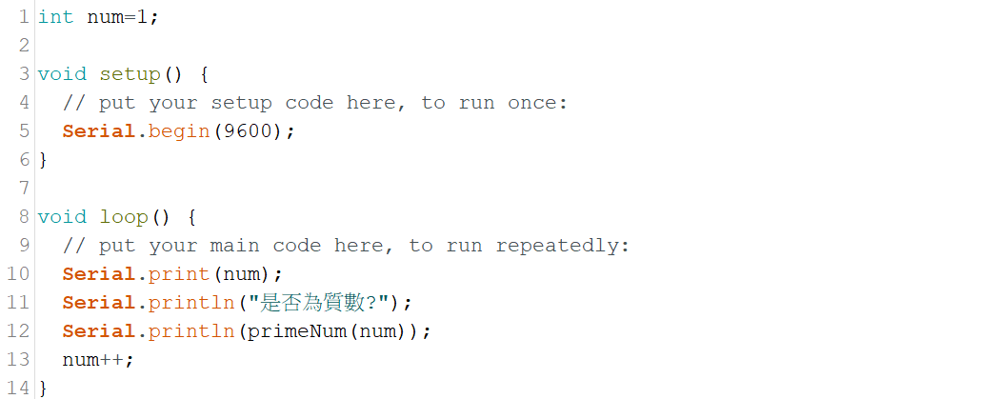 1 int num=1;
2
3 void setup() {
4   // put your setup code here, to run once:
5   Serial.begin(9600);
6 }
7
8 void loop() {
9   // put your main code here, to run repeatedly:
10   Serial.print(num);
11   Serial.println("是否為質數?");
12   Serial.println(primeNum(num));
13   num++;
14 }